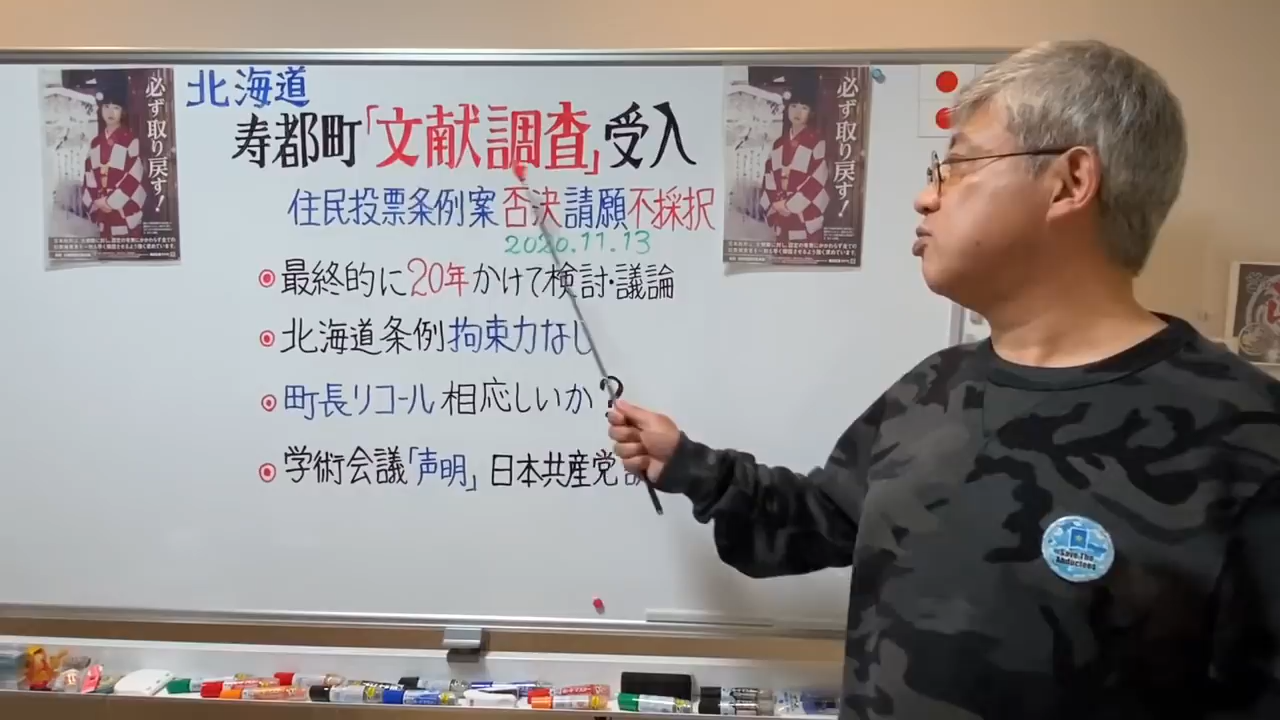 北海道
寿都町「文献調査」受入
住民投票条例案否決請願不採択
2020.11.13
最終的に20年かけて検討・議論
北海道条例拘束力なし
町長リコール相応しいか?
学術会議「声明」日本共産党
必ず取り戻す!
必ず取り戻す!
Save The
Abductees